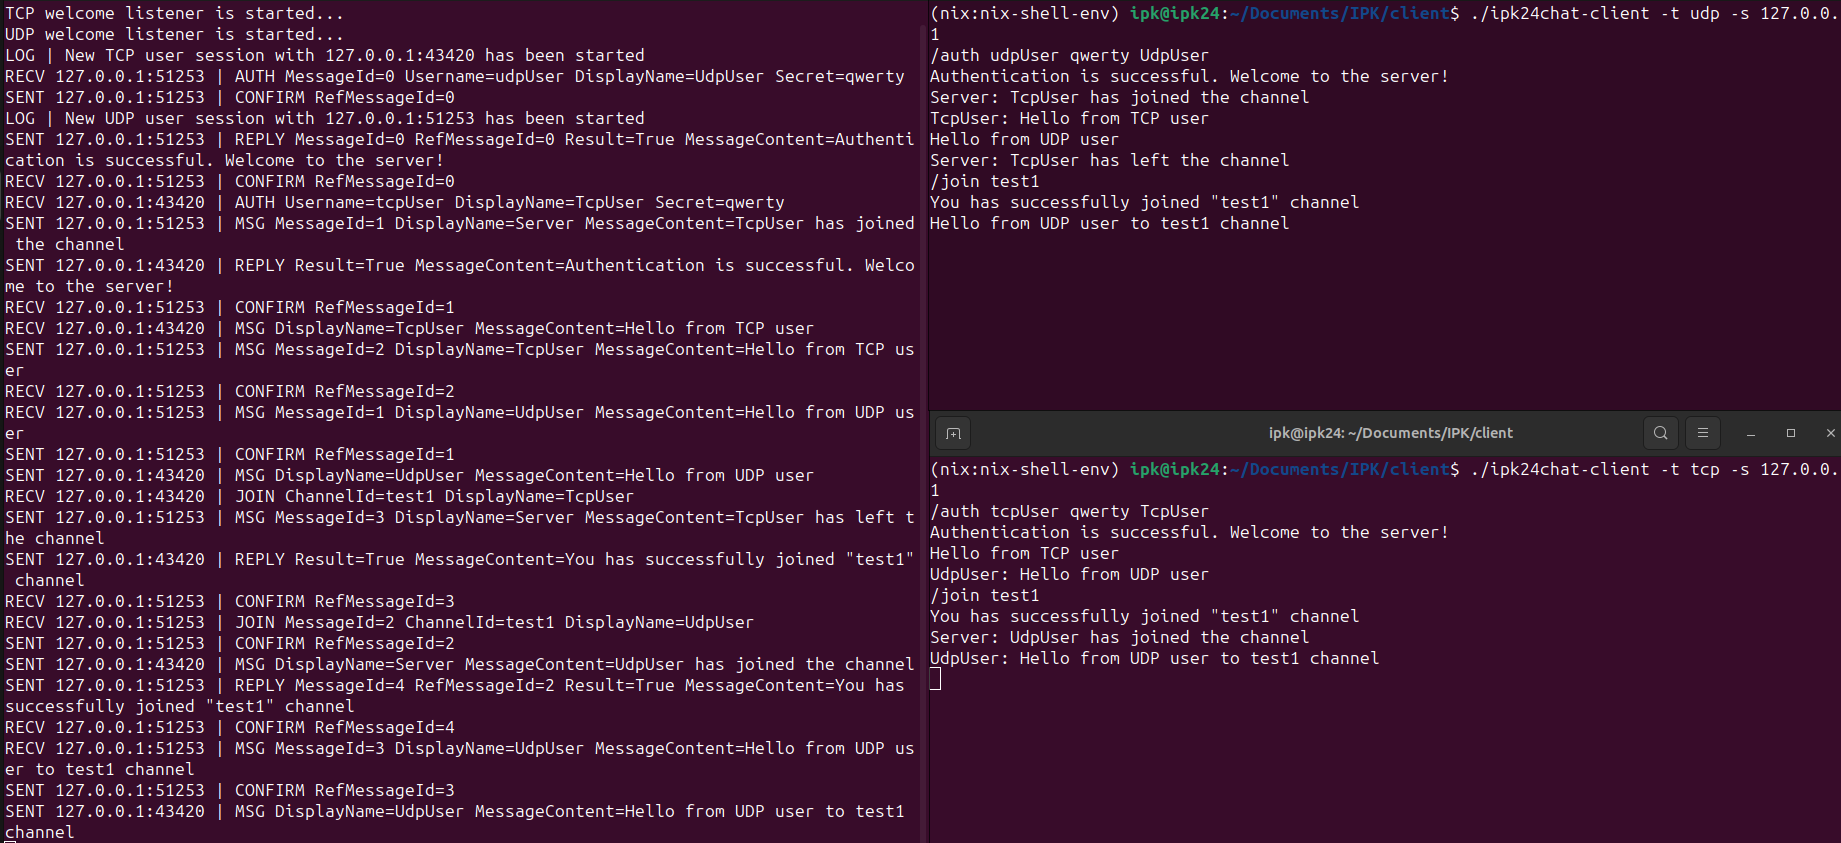 TCP welcome listener is started...
UDP welcome listener is started...
LOG | New TCP user session with 127.0.0.1:43420 has been started
RECV 127.0.0.1:51253 | AUTH MessageId=0 Username=udpUser DisplayName=UdpUser Secret=qwerty
SENT 127.0.0.1:51253 | CONFIRM RefMessageId=0
LOG | New UDP user session with 127.0.0.1:51253 has been started
SENT 127.0.0.1:51253 | REPLY MessageId=0 RefMessageId=0 Result=True MessageContent=Authenti
cation is successful. Welcome to the server!
RECV 127.0.0.1:51253 | CONFIRM RefMessageId=0
RECV 127.0.0.1:43420 | AUTH Username=tcpUser DisplayName=TcpUser Secret=qwerty
SENT 127.0.0.1:51253 | MSG MessageId=1 DisplayName=Server MessageContent=TcpUser has joined
 the channel
SENT 127.0.0.1:43420 | REPLY Result=True MessageContent=Authentication is successful. Welco
me to the server!
RECV 127.0.0.1:51253 | CONFIRM RefMessageId=1
RECV 127.0.0.1:43420 | MSG DisplayName=TcpUser MessageContent=Hello from TCP user
SENT 127.0.0.1:51253 | MSG MessageId=2 DisplayName=TcpUser MessageContent=Hello from TCP us
er
RECV 127.0.0.1:51253 | CONFIRM RefMessageId=2
RECV 127.0.0.1:51253 | MSG MessageId=1 DisplayName=UdpUser MessageContent=Hello from UDP us
er
SENT 127.0.0.1:51253 | CONFIRM RefMessageId=1
SENT 127.0.0.1:43420 | MSG DisplayName=UdpUser MessageContent=Hello from UDP user
RECV 127.0.0.1:43420 | JOIN ChannelId=test1 DisplayName=TcpUser
SENT 127.0.0.1:51253 | MSG MessageId=3 DisplayName=Server MessageContent=TcpUser has left t
he channel
SENT 127.0.0.1:43420 | REPLY Result=True MessageContent=You has successfully joined "test1"
 channel
RECV 127.0.0.1:51253 | CONFIRM RefMessageId=3
RECV 127.0.0.1:51253 | JOIN MessageId=2 ChannelId=test1 DisplayName=UdpUser
SENT 127.0.0.1:51253 | CONFIRM RefMessageId=2
SENT 127.0.0.1:43420 | MSG DisplayName=Server MessageContent=UdpUser has joined the channel
SENT 127.0.0.1:51253 | REPLY MessageId=4 RefMessageId=2 Result=True MessageContent=You has
successfully joined "test1" channel
RECV 127.0.0.1:51253 | CONFIRM RefMessageId=4
RECV 127.0.0.1:51253 | MSG MessageId=3 DisplayName=UdpUser MessageContent=Hello from UDP us
er to test1 channel
SENT 127.0.0.1:51253 | CONFIRM RefMessageId=3
SENT 127.0.0.1:43420 | MSG DisplayName=UdpUser MessageContent=Hello from UDP user to test1
channel
(nix:nix-shell-env) ipk@ipk24:~/Documents/IPK/client$ ./ipk24chat-client -t udp -s 127.0.0.
1
/auth udpUser qwerty UdpUser
Authentication is successful. Welcome to the server!
Server: TcpUser has joined the channel
TcpUser: Hello from TCP user
Hello from UDP user
Server: TcpUser has left the channel
/join test1
You has successfully joined "test1" channel
Hello from UDP user to test1 channel
ipk@ipk24: ~/Documents/IPK/client
(nix:nix-shell-env) ipk@ipk24:~/Documents/IPK/client$ ./ipk24chat-client -t tcp -s 127.0.0.
1
/auth tcpUser qwerty TcpUser
Authentication is successful. Welcome to the server!
Hello from TCP user
UdpUser: Hello from UDP user
/join test1
You has successfully joined "test1" channel
Server: UdpUser has joined the channel
UdpUser: Hello from UDP user to test1 channel